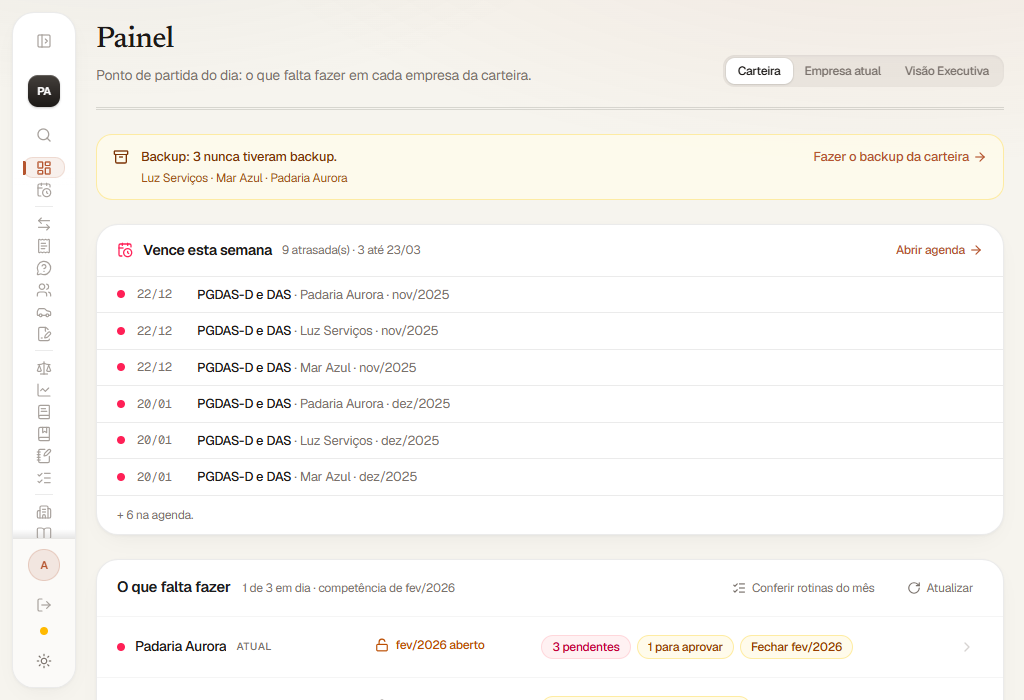 Painel
Ponto de partida do dia: o que falta fazer em cada empresa da carteira.
Carteira
Empresa atual
Visão Executiva
PA
Backup: 3 nunca tiveram backup.
Luz Serviços · Mar Azul · Padaria Aurora
Fazer o backup da carteira →
Vence esta semana 9 atrasada(s) · 3 até 23/03
Abrir agenda →
22/12 PGDAS-D e DAS · Padaria Aurora · nov/2025
22/12 PGDAS-D e DAS · Luz Serviços · nov/2025
22/12 PGDAS-D e DAS · Mar Azul · nov/2025
20/01 PGDAS-D e DAS · Padaria Aurora · dez/2025
20/01 PGDAS-D e DAS · Luz Serviços · dez/2025
20/01 PGDAS-D e DAS · Mar Azul · dez/2025
+ 6 na agenda.
A
O que falta fazer 1 de 3 em dia · competência de fev/2026
Conferir rotinas do mês
Atualizar
Padaria Aurora ATUAL
fev/2026 aberto
3 pendentes
1 para aprovar
Fechar fev/2026